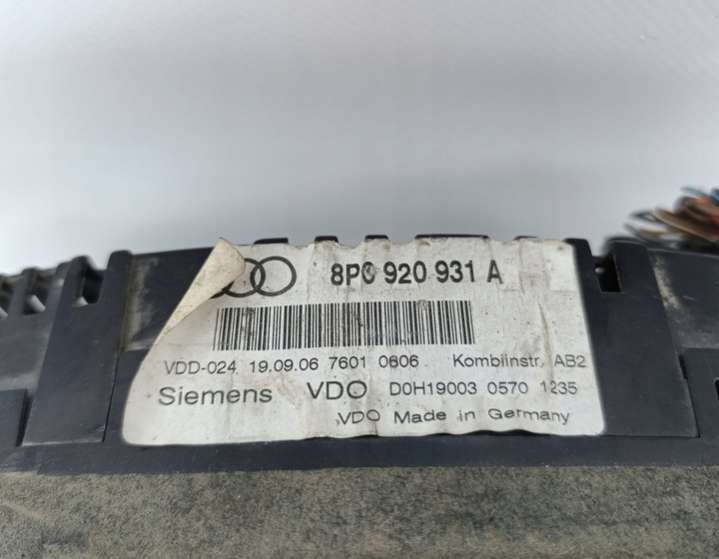 8P0 920 931 A
VDD-024 19.09.06 7601 0606 Kombiinstr. AB2
Siemens VDO D0H19003 0570 1235
VDO Made in Germany